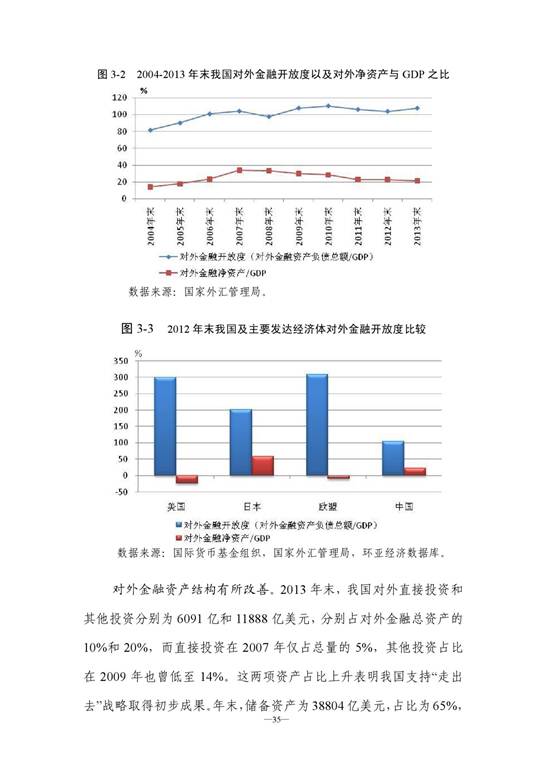 图 3-2 2004-2013 年末我国对外金融开放度以及对外净资产与 GDP 之比
%
120
100
80
60
40
20
0
2004年末
2005年末
2006年末
2007年末
2008年末
2009年末
2010年末
2011年末
2012年末
2013年末
对外金融开放度（对外金融资产负债总额/GDP）
对外金融净资产/GDP
数据来源：国家外汇管理局。
图 3-3 2012 年末我国及主要发达经济体对外金融开放度比较
%
350
300
250
200
150
100
50
0
-50
美国 日本 欧盟 中国
对外金融开放度（对外金融资产负债总额/GDP）
对外金融净资产/GDP
数据来源：国际货币基金组织，国家外汇管理局，环亚经济数据库。
对外金融资产结构有所改善。2013 年末，我国对外直接投资和
其他投资分别为 6091 亿和 11888 亿美元，分别占对外金融总资产的
10%和 20%，而直接投资在 2007 年仅占总量的 5%，其他投资占比
在 2009 年也曾低至 14%。这两项资产占比上升表明我国支持“走出
去”战略取得初步成果。年末，储备资产为 38804 亿美元，占比为 65%，
—35—